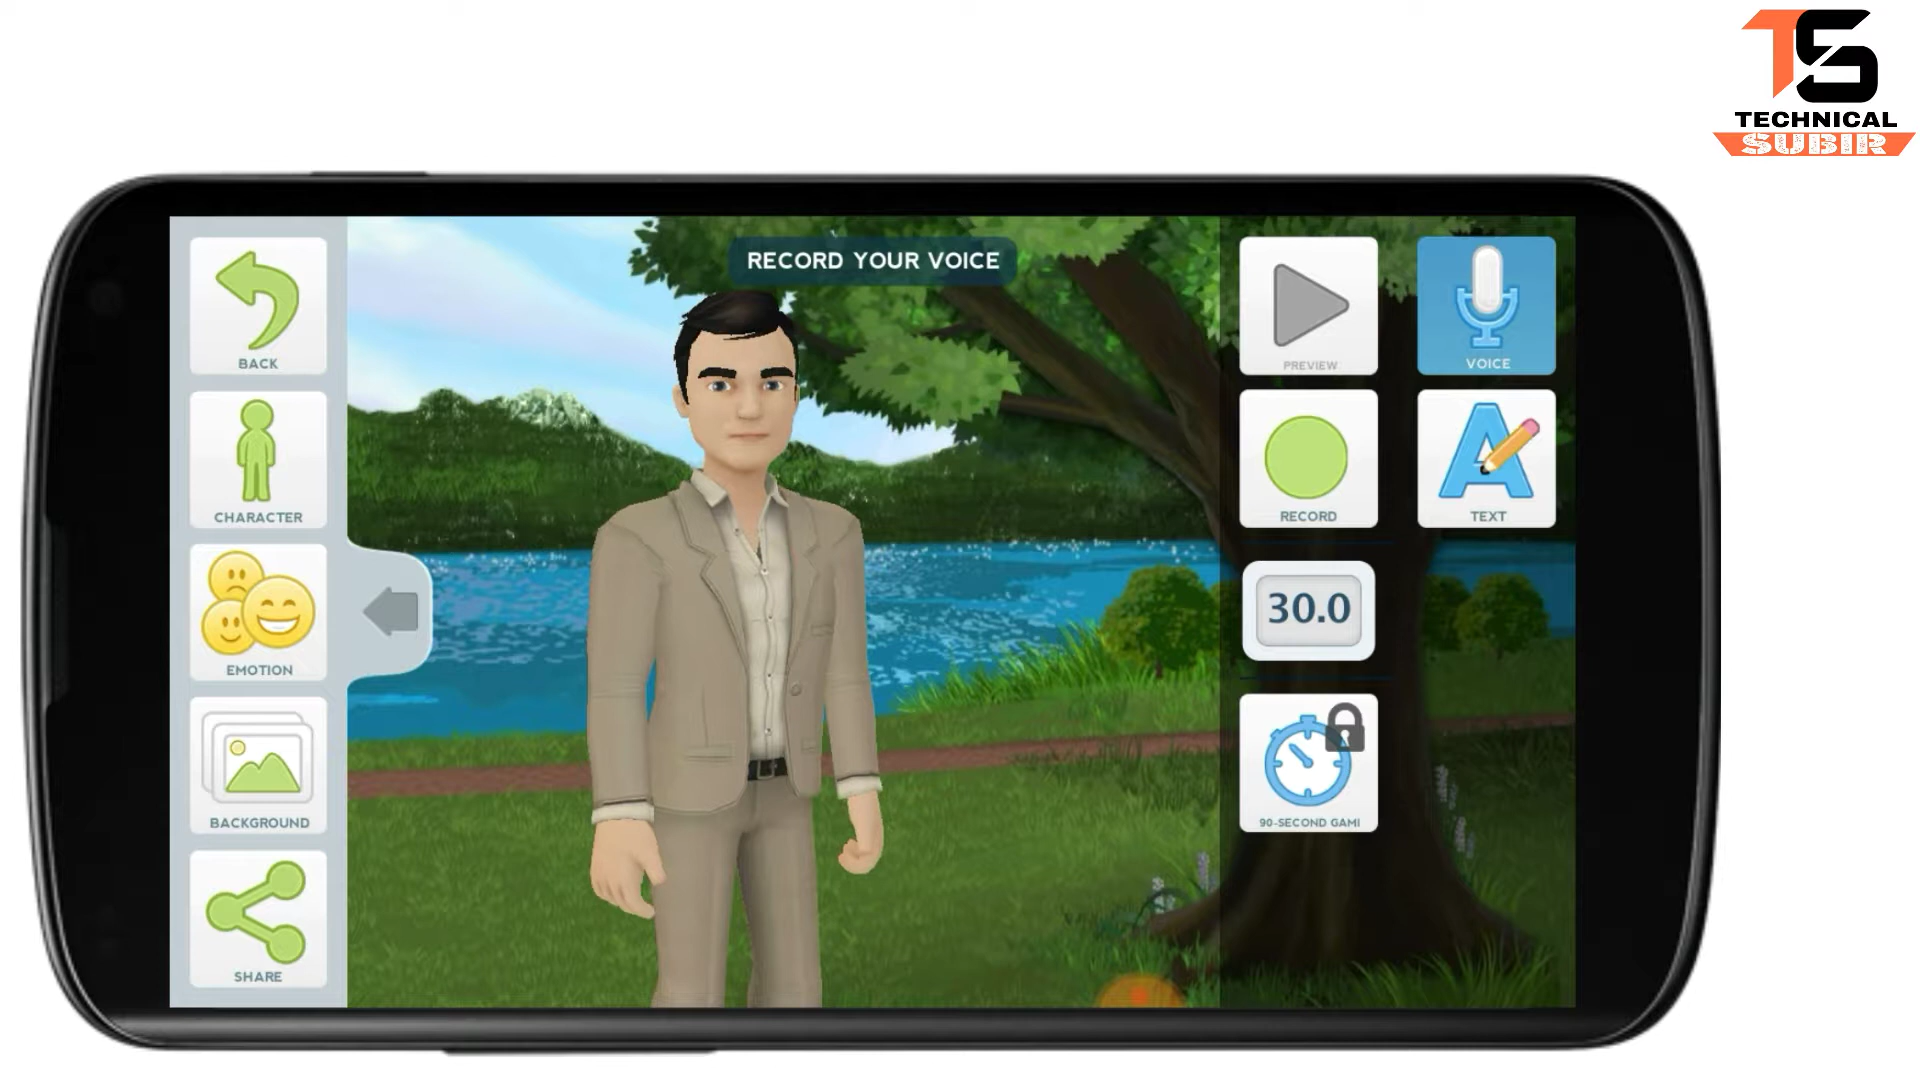 TS
TECHNICAL
SUBIR
RECORD YOUR VOICE
BACK
CHARACTER
EMOTION
BACKGROUND
SHARE
PREVIEW
VOICE
RECORD
A
TEXT
30.0
90-SECOND GAMI